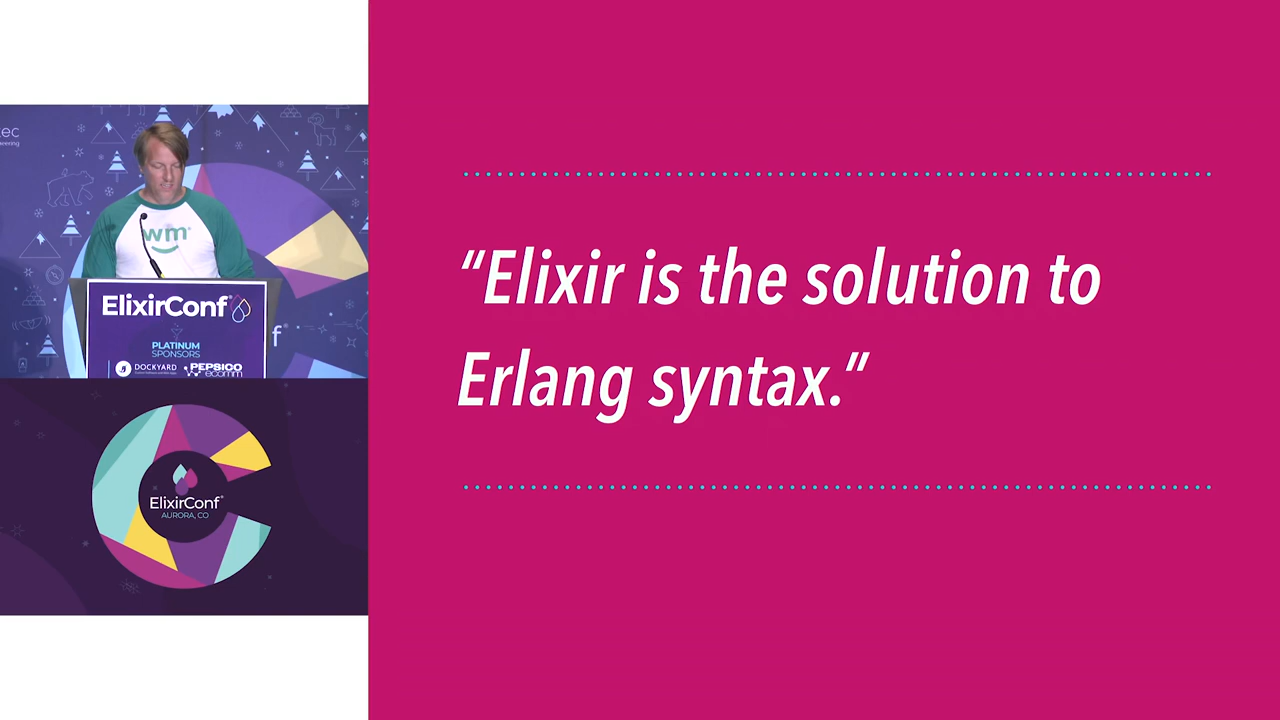 wm
ElixirConf
PLATINUM
SPONSORS
DOCKYARD
PEPSICO
ecomm
ElixirConf
AURORA, CO
“Elixir is the solution to
Erlang syntax.”